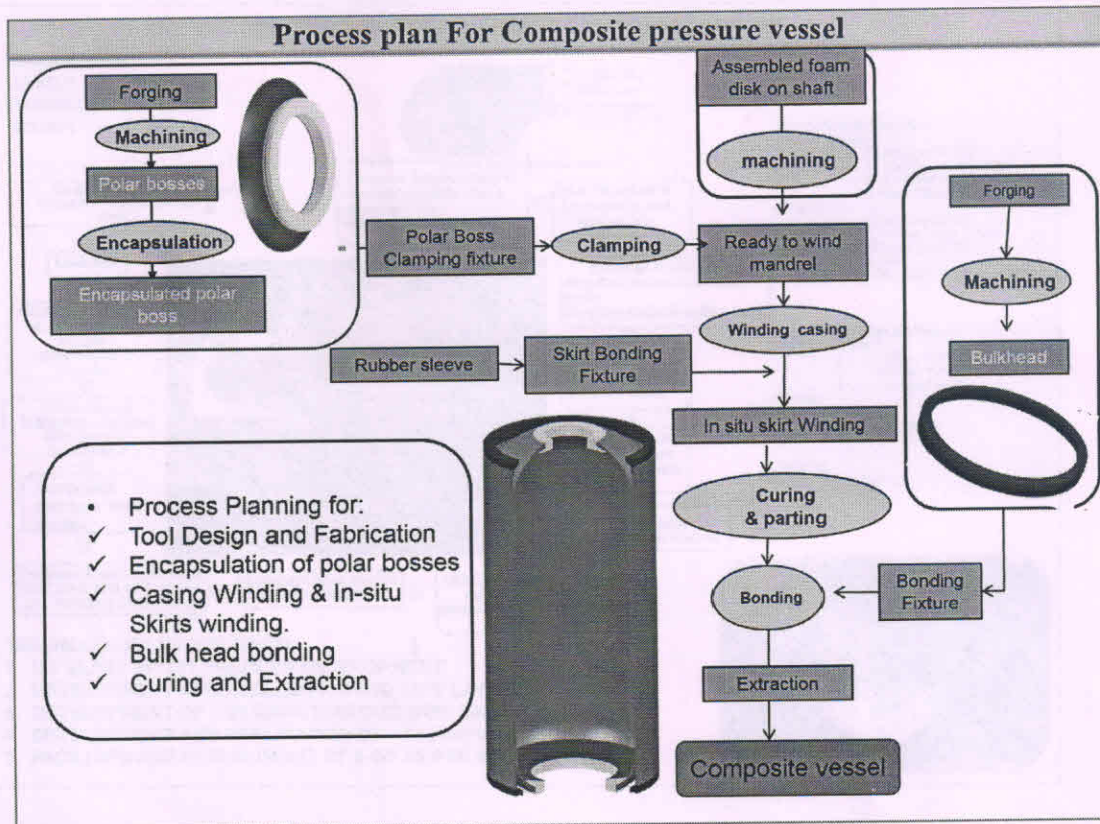 Process plan For Composite pressure vessel
Forging
Machining
Polar bosses
Encapsulation
Encapsulated polar
boss
Polar Boss
Clamping fixture
Clamping
Assembled foam
disk on shaft
machining
Ready to wind
mandrel
Winding casing
Rubber sleeve
Skirt Bonding
Fixture
In situ skirt Winding
Curing
& parting
Bonding
Bonding
Fixture
Extraction
Composite vessel
Forging
Machining
Bulkhead
• Process Planning for:
✓ Tool Design and Fabrication
✓ Encapsulation of polar bosses
✓ Casing Winding & In-situ
Skirts winding.
✓ Bulk head bonding
✓ Curing and Extraction